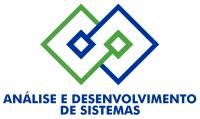 ANÁLISE E DESENVOLVIMENTO
DE SISTEMAS